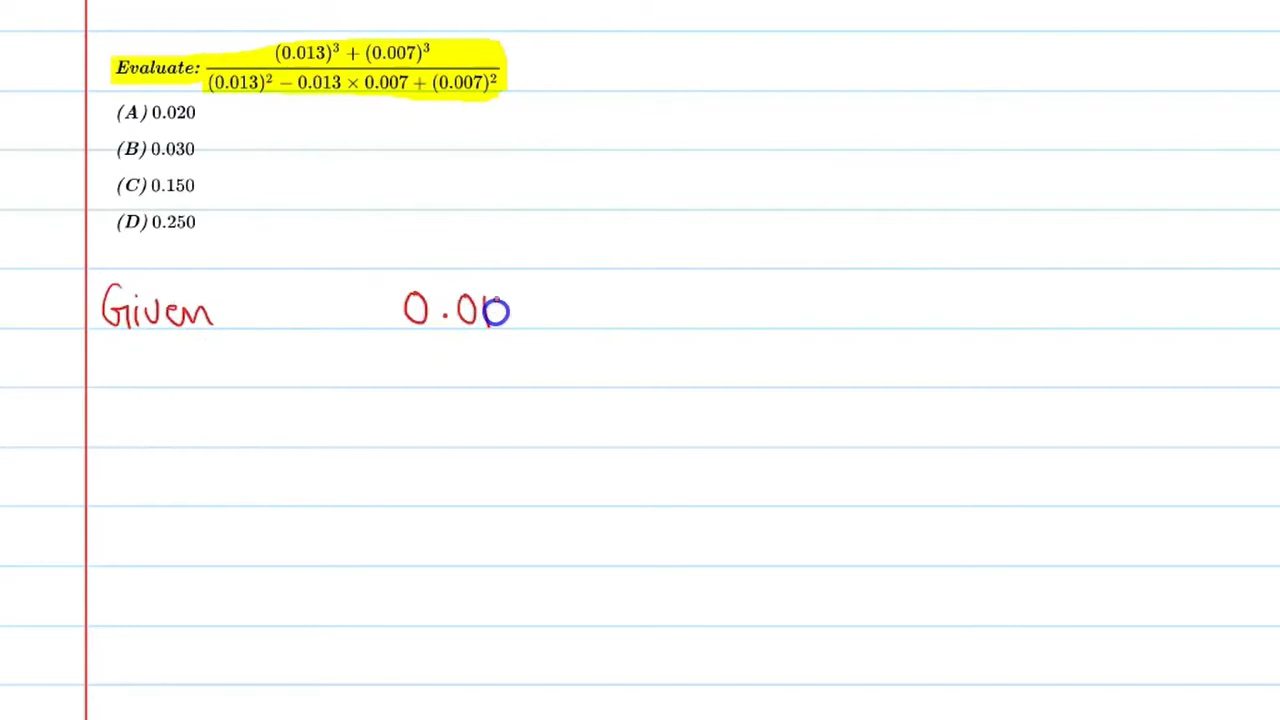 Evaluate: (0.013)³ + (0.007)³ / (0.013)² − 0.013 × 0.007 + (0.007)²
(A) 0.020
(B) 0.030
(C) 0.150
(D) 0.250
Given 0.01